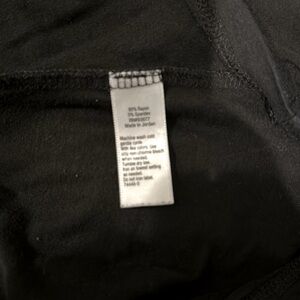 Rayon
5% Spandex
Made in Jordan
Machine wash cold
gentle cycle
With like colors. Use
only non-chlorine bleach
when needed.
Tumble dry low.
Iron on lowest setting
as needed.
Do not iron label.